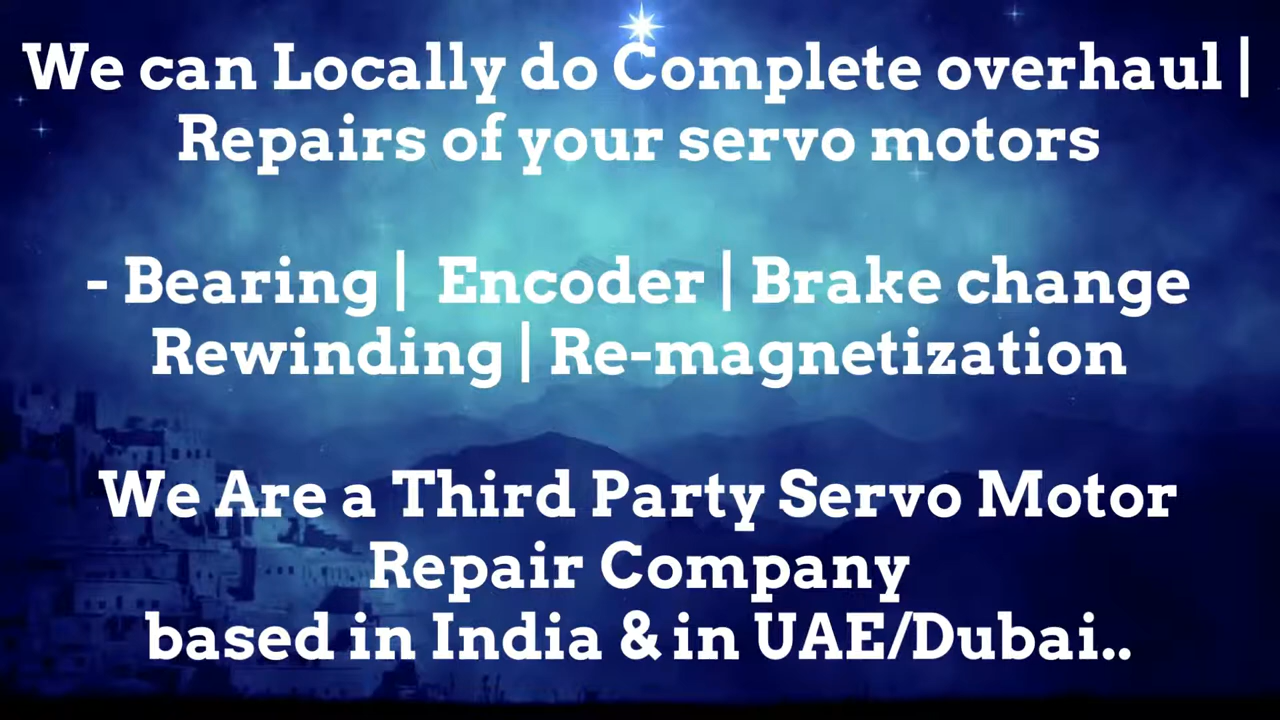 We can Locally do Complete overhaul |
Repairs of your servo motors
- Bearing | Encoder | Brake change
Rewinding | Re-magnetization
We Are a Third Party Servo Motor
Repair Company
based in India & in UAE/Dubai..